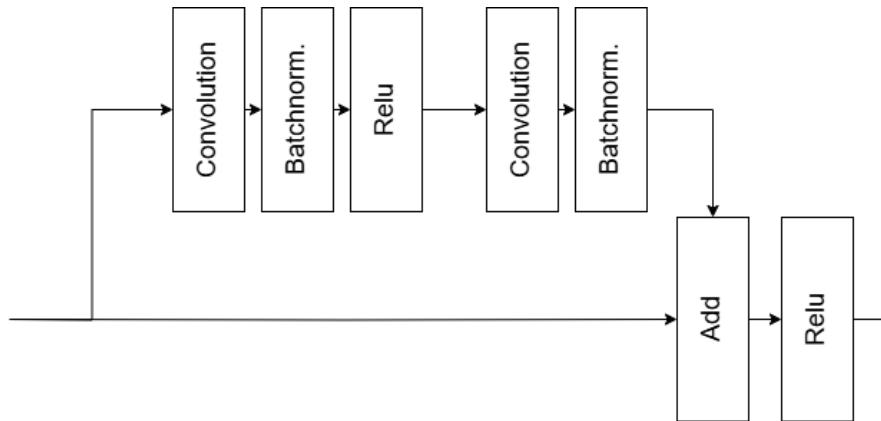 Convolution
Batchnorm.
Relu
Convolution
Batchnorm.
Add
Relu